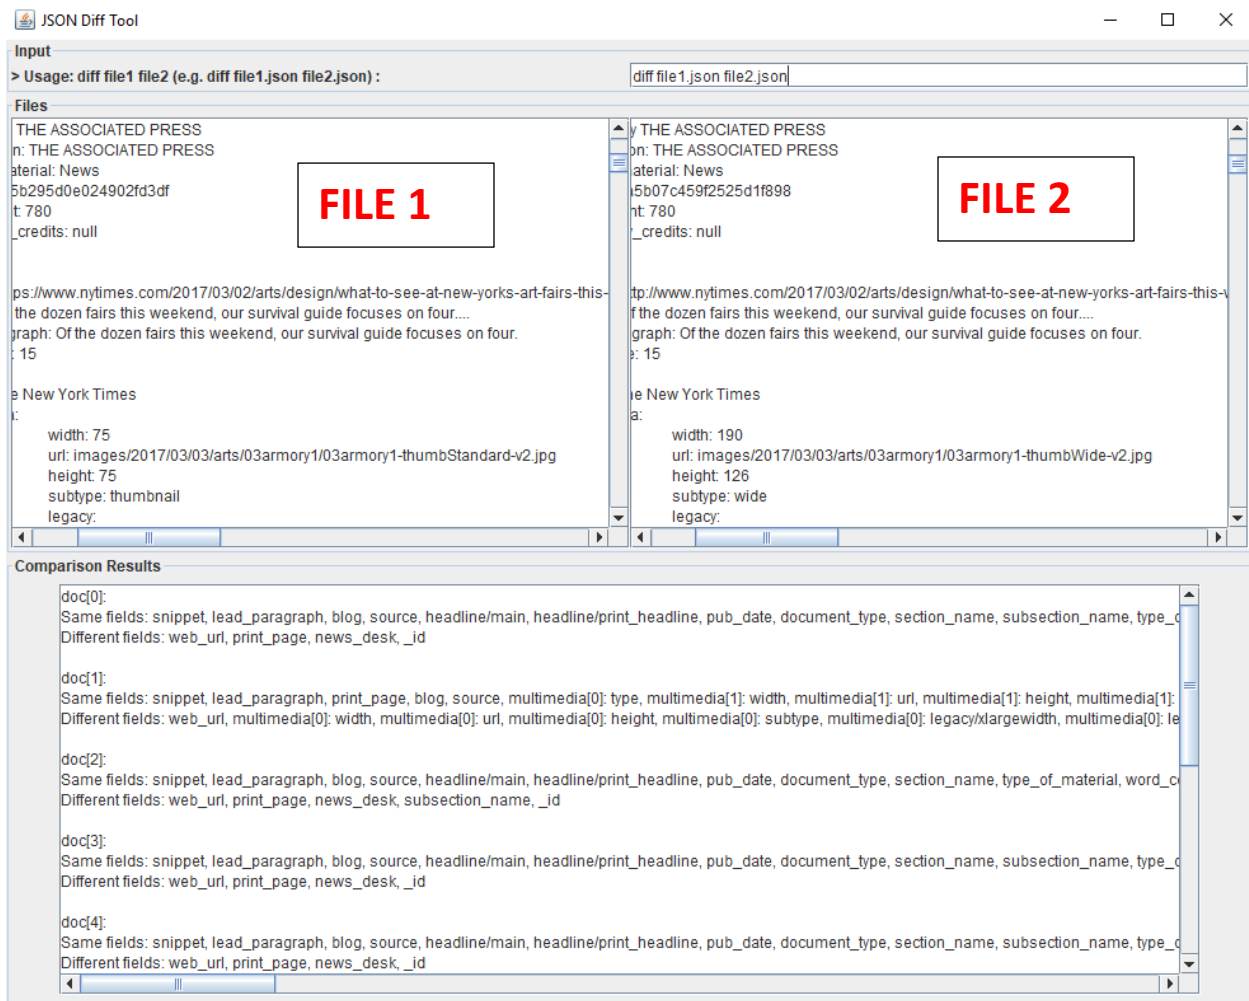 JSON Diff Tool
Input
> Usage: diff file1 file2 (e.g. diff file1.json file2.json) :
diff file1.json file2.json
Files
THE ASSOCIATED PRESS
n: THE ASSOCIATED PRESS
aterial: News
5b295d0e024902fd3df
t: 780
_credits: null
ps://www.nytimes.com/2017/03/02/arts/design/what-to-see-at-new-yorks-art-fairs-this-
the dozen fairs this weekend, our survival guide focuses on four....
graph: Of the dozen fairs this weekend, our survival guide focuses on four.
: 15
e New York Times
:
width: 75
url: images/2017/03/03/arts/03armory1/03armory1-thumbStandard-v2.jpg
height: 75
subtype: thumbnail
legacy:
FILE 1
y THE ASSOCIATED PRESS
on: THE ASSOCIATED PRESS
aterial: News
5b07c459f2525d1f898
nt: 780
_credits: null
tp://www.nytimes.com/2017/03/02/arts/design/what-to-see-at-new-yorks-art-fairs-this-
f the dozen fairs this weekend, our survival guide focuses on four....
graph: Of the dozen fairs this weekend, our survival guide focuses on four.
e: 15
e New York Times
a:
width: 190
url: images/2017/03/03/arts/03armory1/03armory1-thumbWide-v2.jpg
height: 126
subtype: wide
legacy:
FILE 2
Comparison Results
doc[0]:
Same fields: snippet, lead_paragraph, blog, source, headline/main, headline/print_headline, pub_date, document_type, section_name, subsection_name, type_
Different fields: web_url, print_page, news_desk, _id
doc[1]:
Same fields: snippet, lead_paragraph, print_page, blog, source, multimedia[0]: type, multimedia[1]: width, multimedia[1]: url, multimedia[1]: height, multimedia[1]:
Different fields: web_url, multimedia[0]: width, multimedia[0]: url, multimedia[0]: height, multimedia[0]: subtype, multimedia[0]: legacy/xlargewidth, multimedia[0]: le
doc[2]:
Same fields: snippet, lead_paragraph, blog, source, headline/main, headline/print_headline, pub_date, document_type, section_name, type_of_material, word_c
Different fields: web_url, print_page, news_desk, subsection_name, _id
doc[3]:
Same fields: snippet, lead_paragraph, blog, source, headline/main, headline/print_headline, pub_date, document_type, section_name, subsection_name, type_
Different fields: web_url, print_page, news_desk, _id
doc[4]:
Same fields: snippet, lead_paragraph, blog, source, headline/main, headline/print_headline, pub_date, document_type, section_name, subsection_name, type_
Different fields: web_url, print_page, news_desk, _id